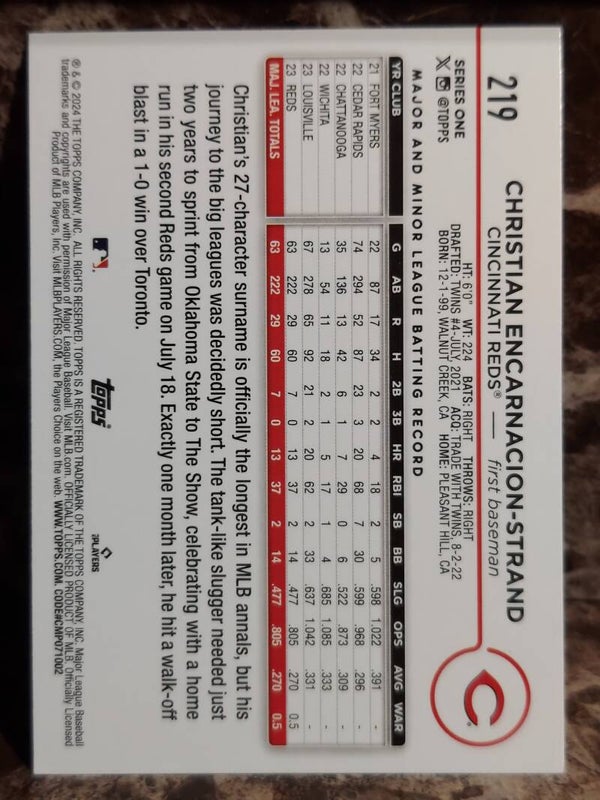 219
CHRISTIAN ENCARNACION-STRAND
CINCINNATI REDS® — first baseman
C
SERIES ONE
@TOPPS
HT: 6'0" WT: 224 BATS: RIGHT THROWS: RIGHT
DRAFTED: TWINS #4-JULY, 2021 ACQ: TRADE WITH TWINS, 8-2-22
BORN: 12-1-99, WALNUT CREEK, CA HOME: PLEASANT HILL, CA
MAJOR AND MINOR LEAGUE BATTING RECORD
YR CLUB G AB R H 2B 3B HR RBI SB BB SLG OPS AVG WAR
21 FORT MYERS 22 87 17 34 2 2 4 18 2 5 .598 1.022 .391 -
22 CEDAR RAPIDS 74 294 52 87 23 3 20 68 7 30 .599 .968 .296 -
22 CHATTANOOGA 35 136 13 42 6 1 7 29 0 6 .522 .873 .309 -
22 WICHITA 13 54 11 18 2 1 5 17 1 4 .685 1.085 .333 -
23 LOUISVILLE 67 278 65 92 21 2 20 62 2 33 .637 1.042 .331 -
23 REDS 63 222 29 60 7 0 13 37 2 14 .477 .805 .270 0.5
MAJ. LEA. TOTALS 63 222 29 60 7 0 13 37 2 14 .477 .805 .270 0.5
Christian's 27-character surname is officially the longest in MLB annals, but his
journey to the big leagues was decidedly short. The tank-like slugger needed just
two years to sprint from Oklahoma State to The Show, celebrating with a home
run in his second Reds game on July 18. Exactly one month later, he hit a walk-off
blast in a 1-0 win over Toronto.
topps®
PLAYERS
® & © 2024 THE TOPPS COMPANY, INC. ALL RIGHTS RESERVED. TOPPS IS A REGISTERED TRADEMARK OF THE TOPPS COMPANY, INC. Major League Baseball
trademarks and copyrights are used with permission of Major League Baseball. Visit MLB.com. OFFICIALLY LICENSED PRODUCT OF MLB. Officially Licensed
Product of MLB Players, Inc. Visit MLBPLAYERS.COM, the Players Choice on the web. WWW.TOPPS.COM. CODE#CMP071002